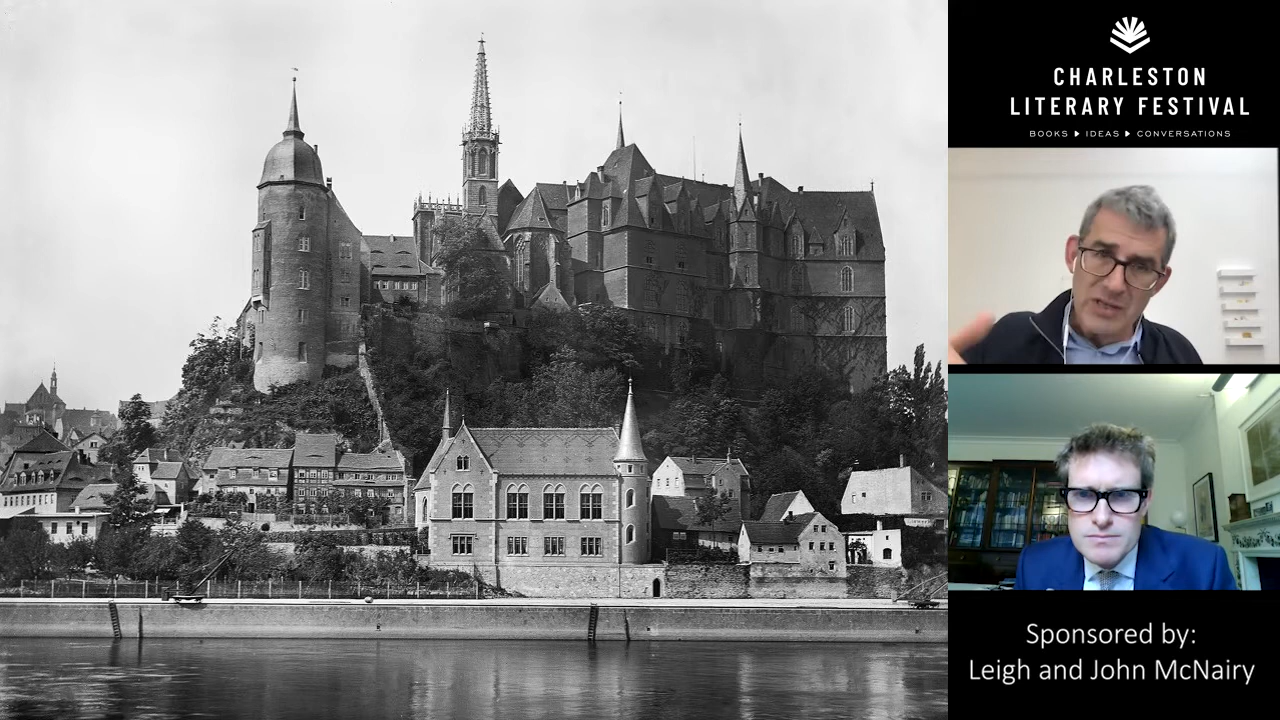 CHARLESTON
LITERARY FESTIVAL
BOOKS IDEAS CONVERSATIONS
Sponsored by:
Leigh and John McNairy